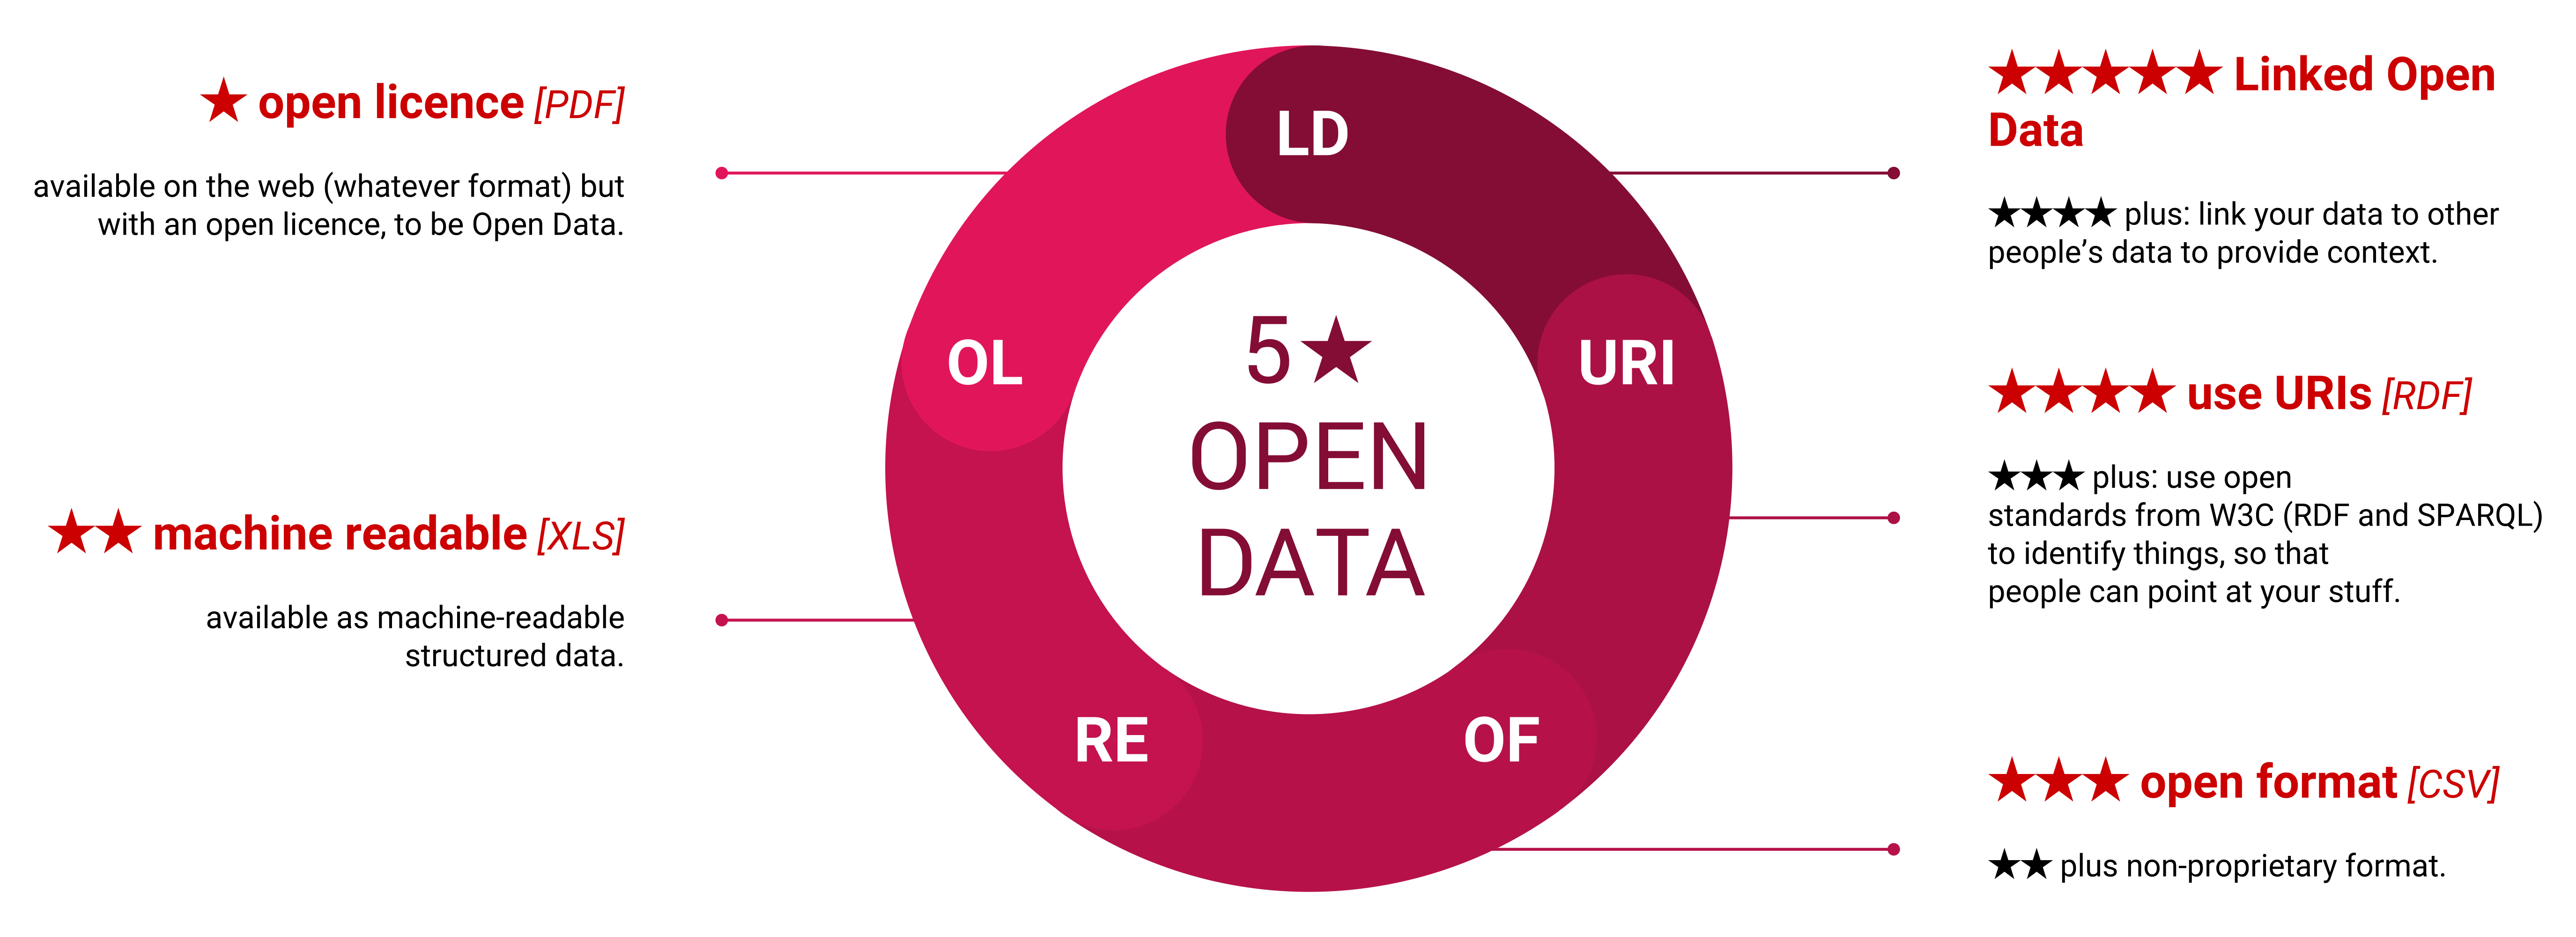 ★ open licence [PDF]
available on the web (whatever format) but
with an open licence, to be Open Data.
★★ machine readable [XLS]
available as machine-readable
structured data.
LD
OL
URI
RE
OF
5★
OPEN
DATA
★★★★★ Linked Open
Data
★★★★ plus: link your data to other
people’s data to provide context.
★★★★ use URIs [RDF]
★★★ plus: use open
standards from W3C (RDF and SPARQL)
to identify things, so that
people can point at your stuff.
★★★ open format [CSV]
★★ plus non-proprietary format.